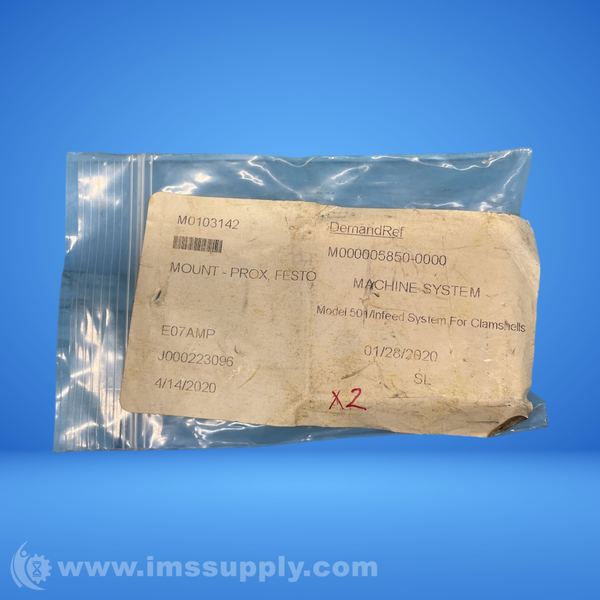 M0103142
MOUNT - PROX, FESTO
E07AMP
J000223096
4/14/2020
DemandRef
M000005850-0000
MACHINE SYSTEM
Model 501/Infeed System For Clamshells
01/28/2020
SL
X2
www.imssupply.com